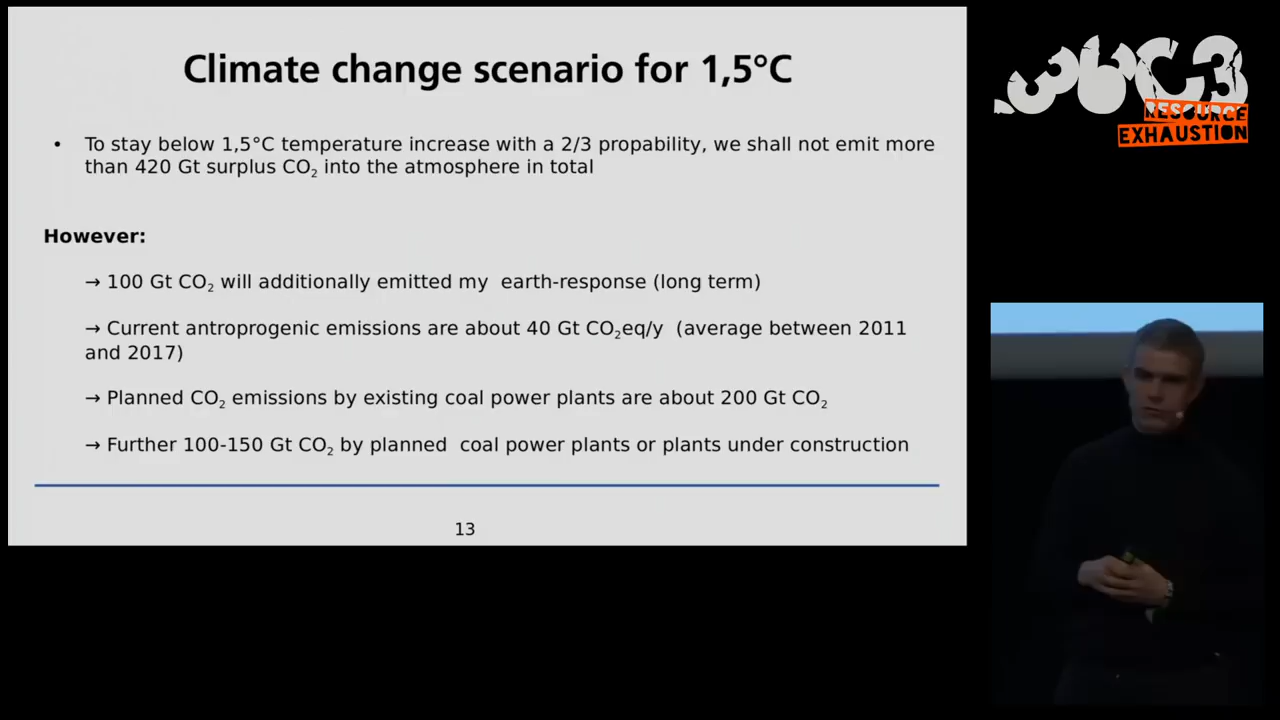 Climate change scenario for 1,5°C
• To stay below 1,5°C temperature increase with a 2/3 propability, we shall not emit more
than 420 Gt surplus CO₂ into the atmosphere in total
However:
→ 100 Gt CO₂ will additionally emitted my earth-response (long term)
→ Current antroprogenic emissions are about 40 Gt CO₂eq/y (average between 2011
and 2017)
→ Planned CO₂ emissions by existing coal power plants are about 200 Gt CO₂
→ Further 100-150 Gt CO₂ by planned coal power plants or plants under construction
13
36C3
RESOURCE
EXHAUSTION